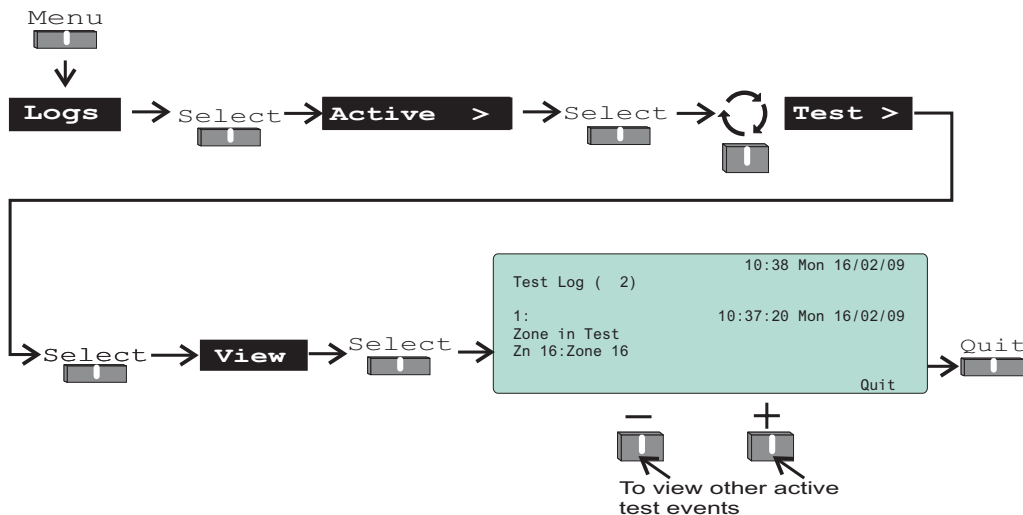 Menu
Logs
Select
Active >
Select
Test >
Select
View
Select
10:38 Mon 16/02/09
Test Log ( 2)
1: 10:37:20 Mon 16/02/09
Zone in Test
Zn 16:Zone 16
Quit
Quit
– +
To view other active
test events